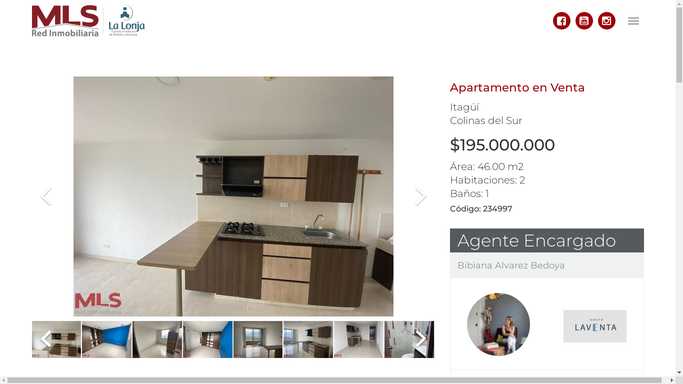 MLS
Red Inmobiliaria
La Lonja
Apartamento en Venta
Itagüí
Colinas del Sur
$195.000.000
Área: 46.00 m2
Habitaciones: 2
Baños: 1
Código: 234997
Agente Encargado
Bibiana Alvarez Bedoya
MLS
LAVENTA